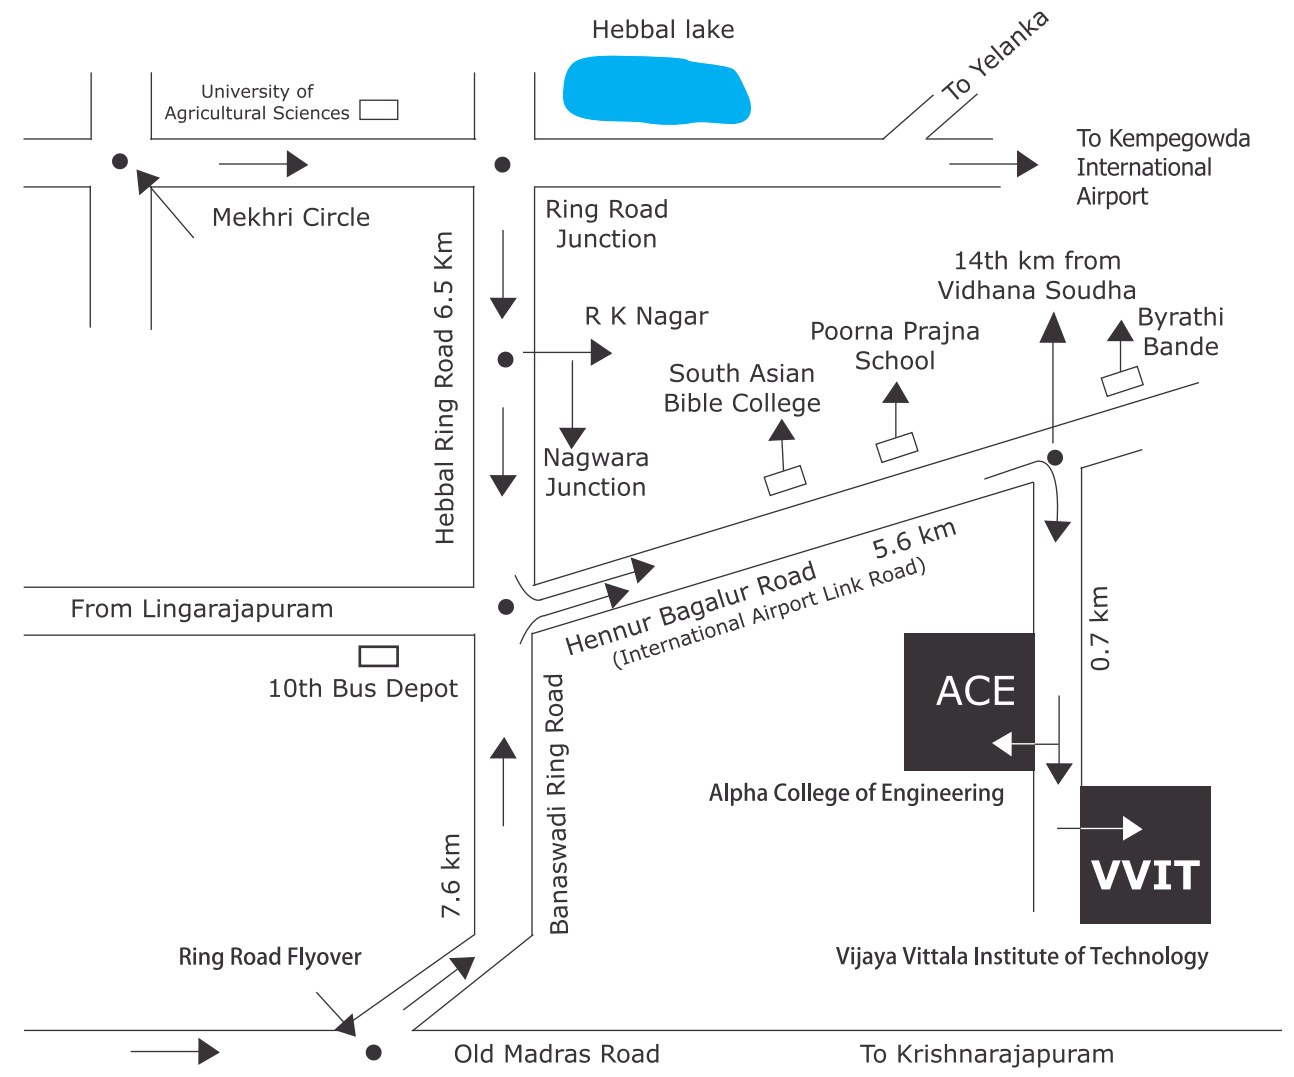 Hebbal lake
To Yelanka
University of
Agricultural Sciences
To Kempegowda
International
Airport
Mekhri Circle
Ring Road
Junction
Hebbal Ring Road 6.5 Km
14th km from
Vidhana Soudha
R K Nagar
Poorna Prajna
School
Byrathi
Bande
South Asian
Bible College
Nagwara
Junction
5.6 km
Hennur Bagalur Road
(International Airport Link Road)
From Lingarajapuram
0.7 km
10th Bus Depot
ACE
Banaswadi Ring Road
Alpha College of Engineering
7.6 km
VVIT
Ring Road Flyover
Vijaya Vittala Institute of Technology
Old Madras Road
To Krishnarajapuram